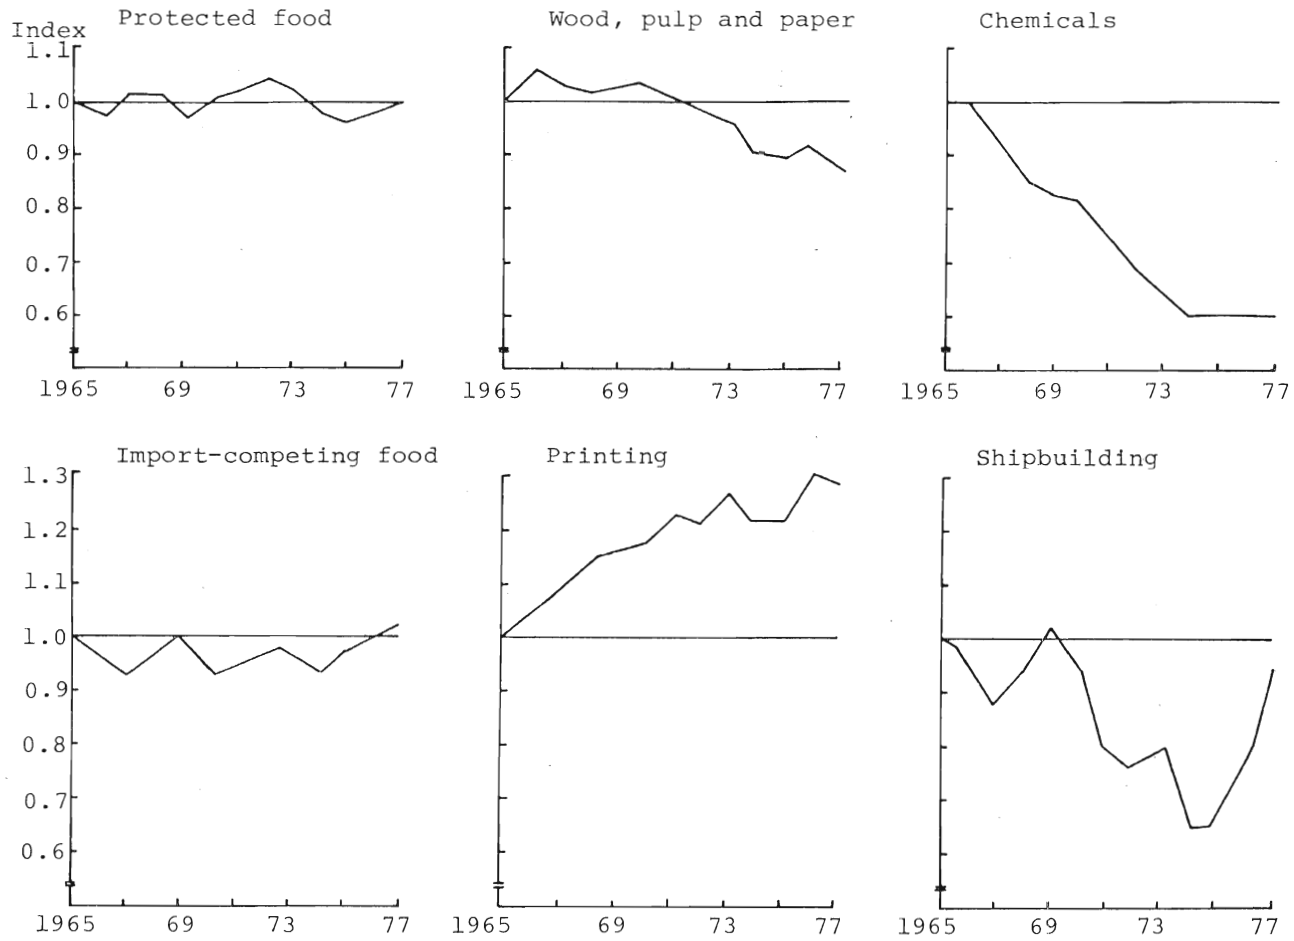 Protected food
Wood, pulp and paper
Chemicals
Index
1.1
1.0
0.9
0.8
0.7
0.6
1965 69 73 77
1965 69 73 77
1965 69 73 77
Import-competing food
Printing
Shipbuilding
1.3
1.2
1.1
1.0
0.9
0.8
0.7
0.6
1965 69 73 77
1965 69 73 77
1965 69 73 77